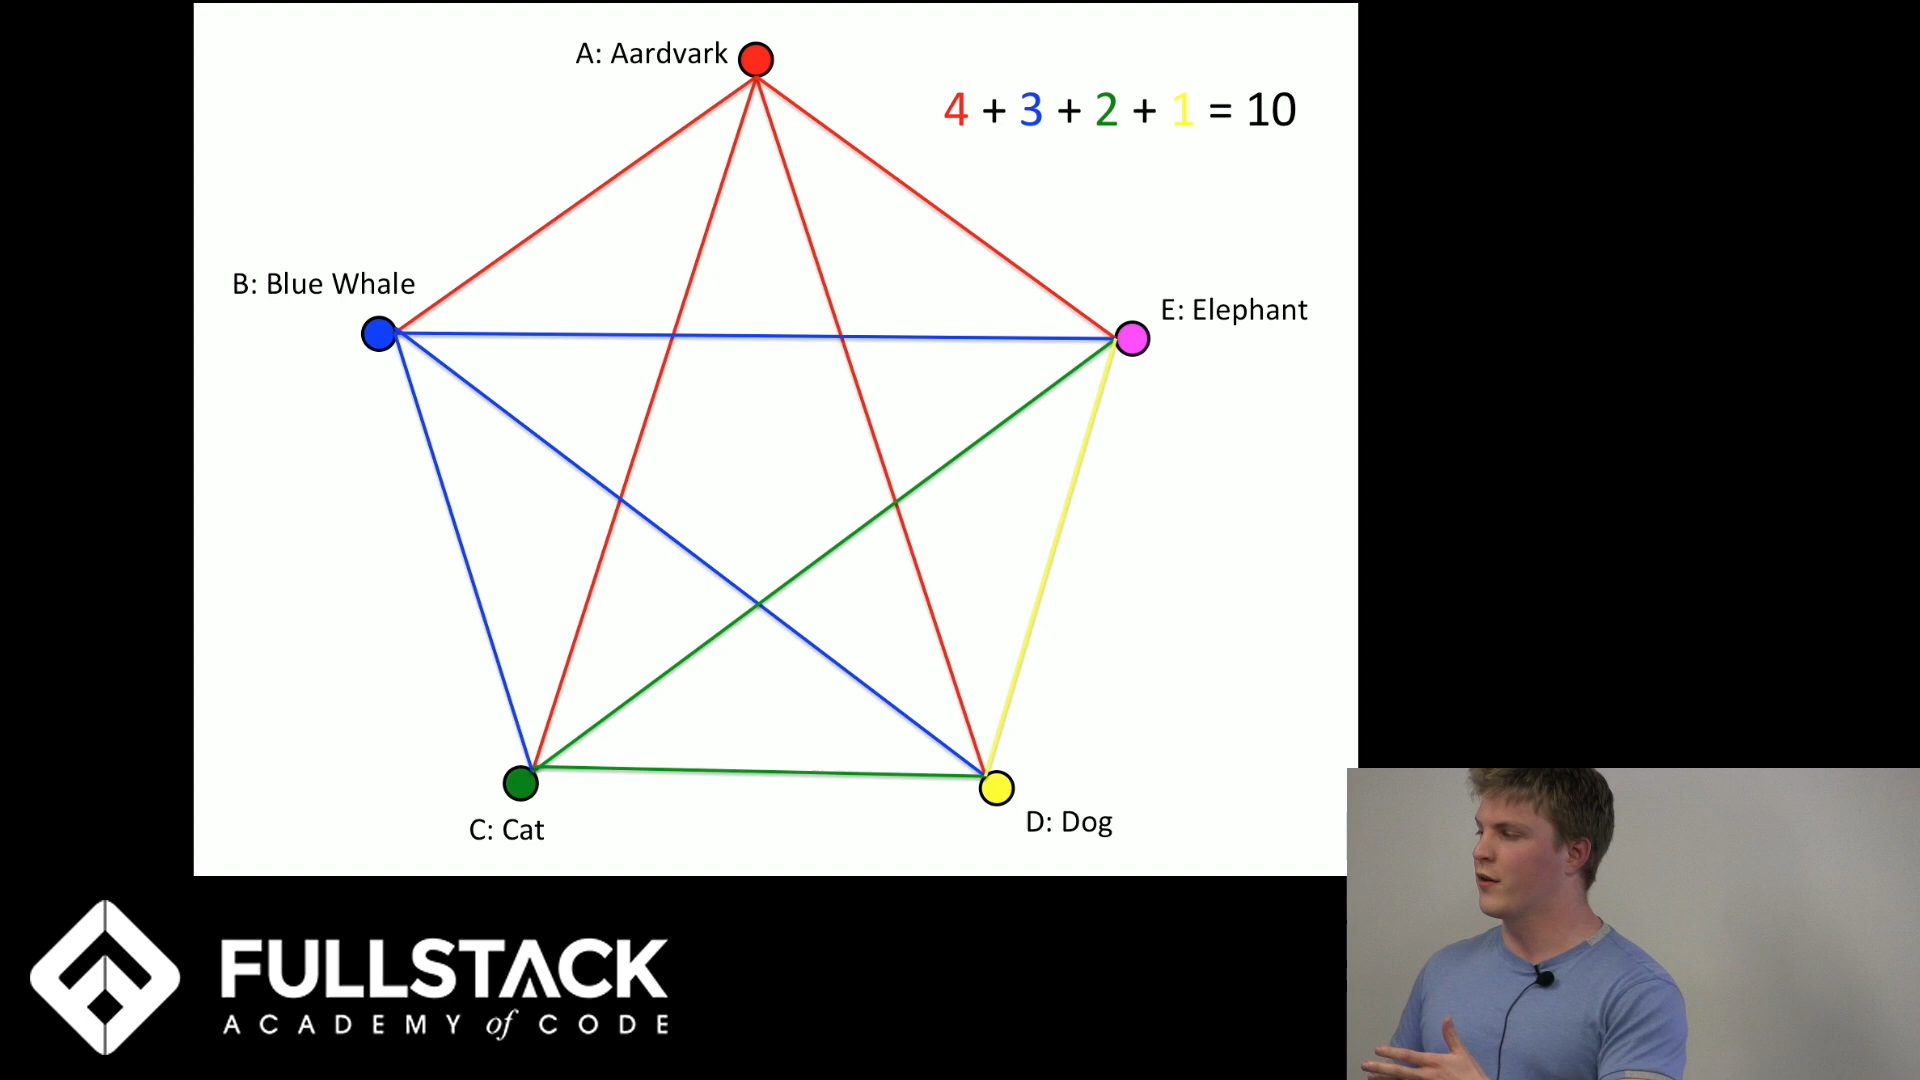 A: Aardvark
4 + 3 + 2 + 1 = 10
B: Blue Whale
E: Elephant
C: Cat
D: Dog
FULLSTACK
ACADEMY of CODE